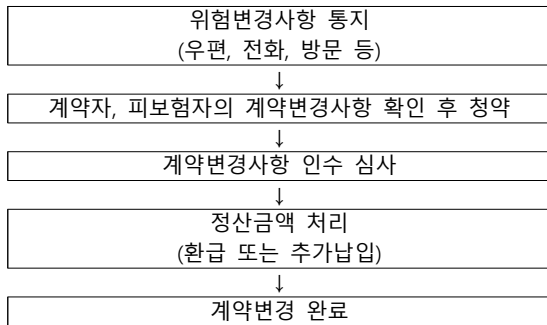 위험변경사항 통지
(우편, 전화, 방문 등)
↓
계약자, 피보험자의 계약변경사항 확인 후 청약
↓
계약변경사항 인수 심사
↓
정산금액 처리
(환급 또는 추가납입)
↓
계약변경 완료